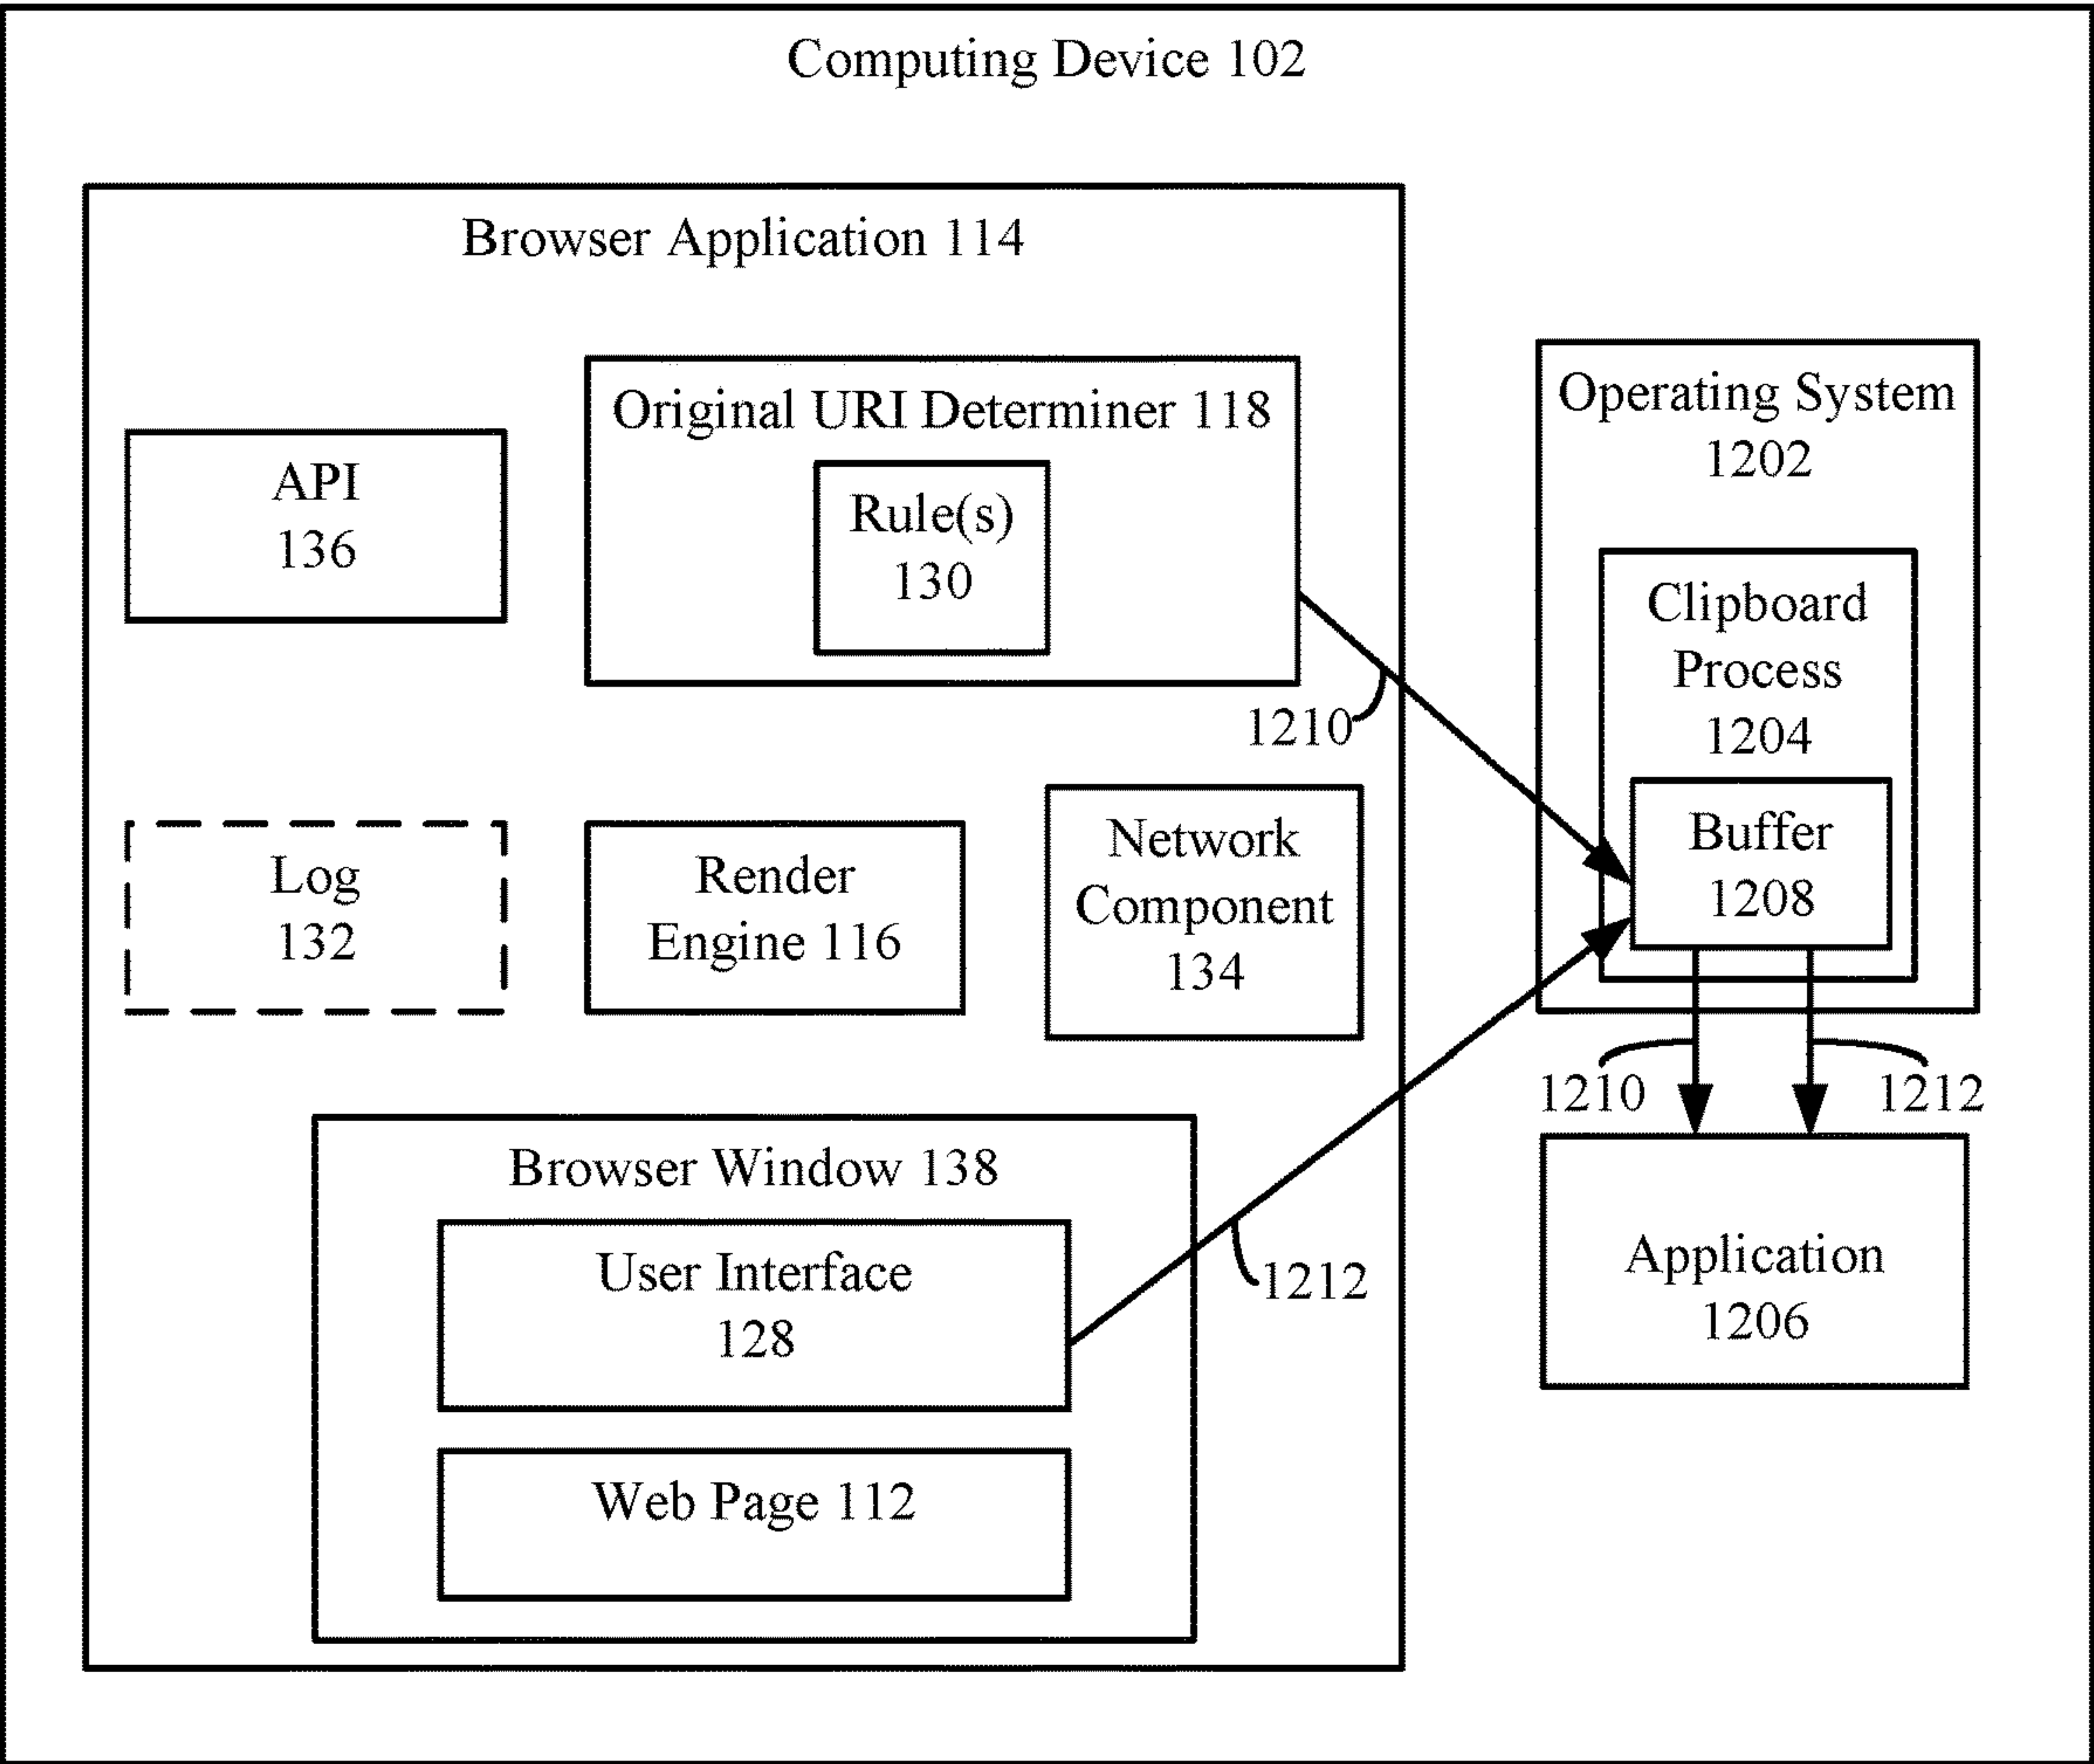 Computing Device 102
Browser Application 114
Original URI Determiner 118
Rule(s)
130
API
136
1210
Log
132
Render
Engine 116
Network
Component
134
Browser Window 138
User Interface
128
1212
Web Page 112
Operating System
1202
Clipboard
Process
1204
Buffer
1208
1210
1212
Application
1206